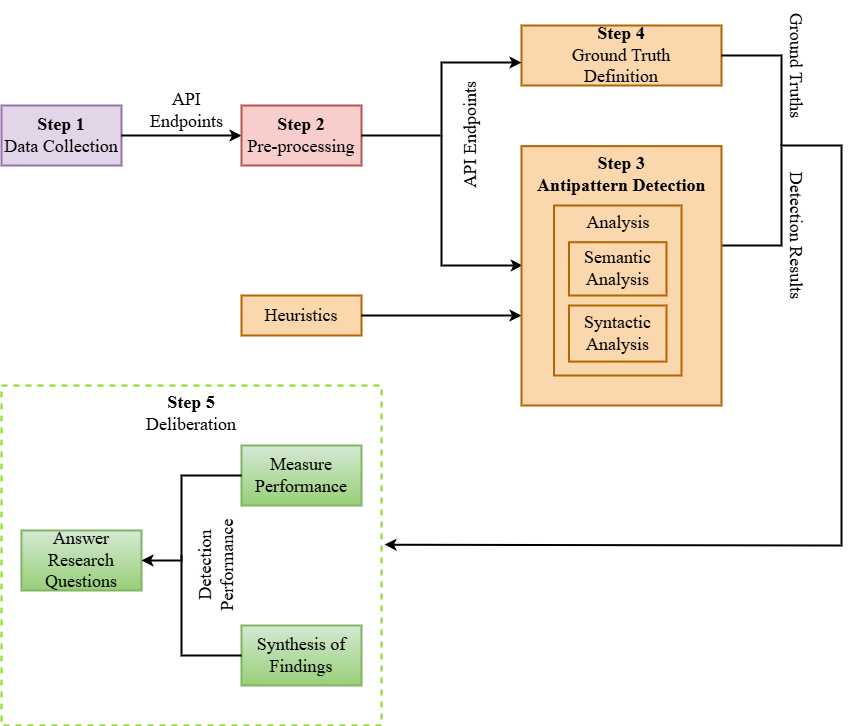 Step 1
Data Collection
API
Endpoints
Step 2
Pre-processing
API Endpoints
Step 4
Ground Truth
Definition
Ground Truths
Step 3
Antipattern Detection
Analysis
Semantic
Analysis
Syntactic
Analysis
Detection Results
Heuristics
Step 5
Deliberation
Measure
Performance
Detection
Performance
Answer
Research
Questions
Synthesis of
Findings